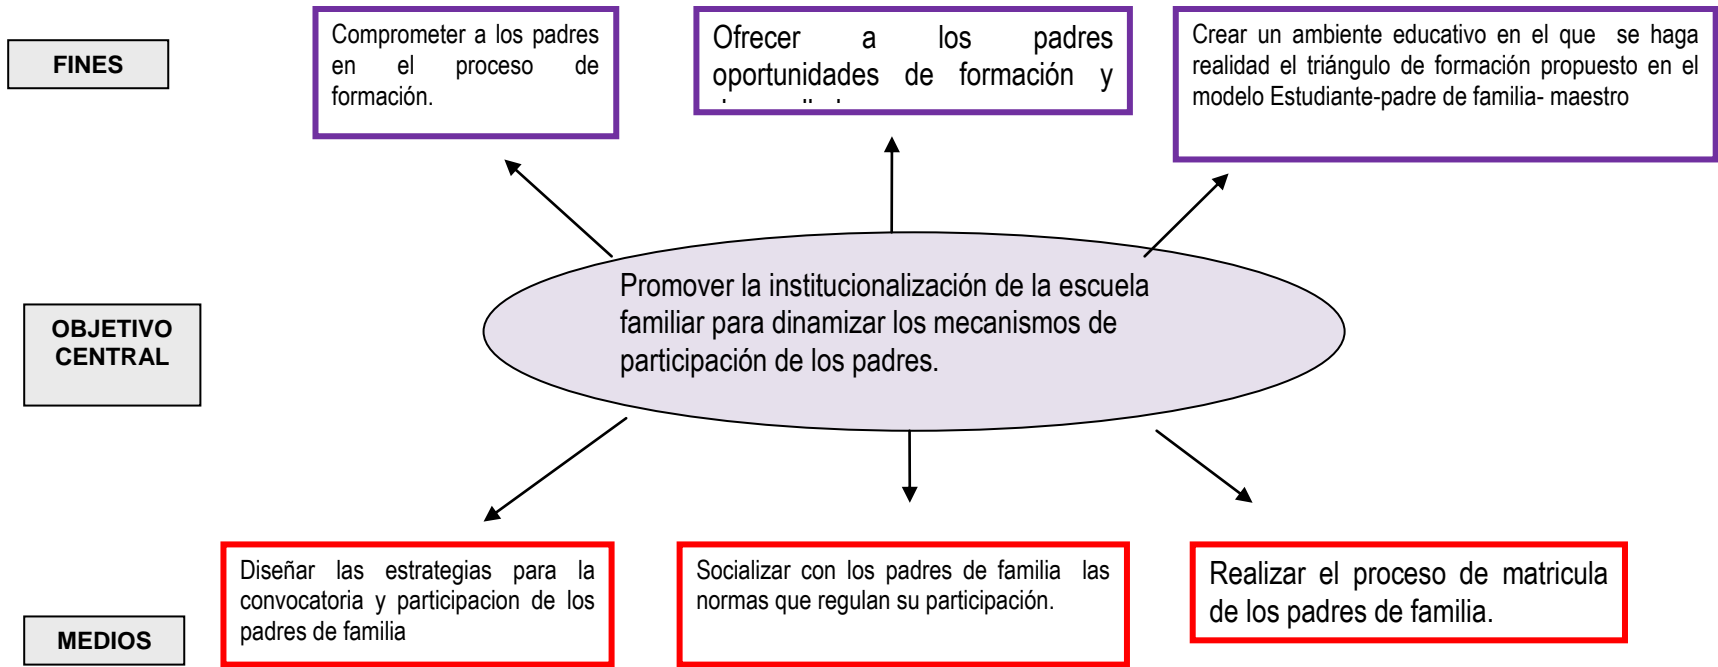 FINES
Comprometer a los padres
en el proceso de
formación.
Ofrecer a los padres
oportunidades de formación y
Crear un ambiente educativo en el que se haga
realidad el triángulo de formación propuesto en el
modelo Estudiante-padre de familia- maestro
OBJETIVO
CENTRAL
Promover la institucionalización de la escuela
familiar para dinamizar los mecanismos de
participación de los padres.
MEDIOS
Diseñar las estrategias para la
convocatoria y participacion de los
padres de familia
Socializar con los padres de familia las
normas que regulan su participación.
Realizar el proceso de matricula
de los padres de familia.